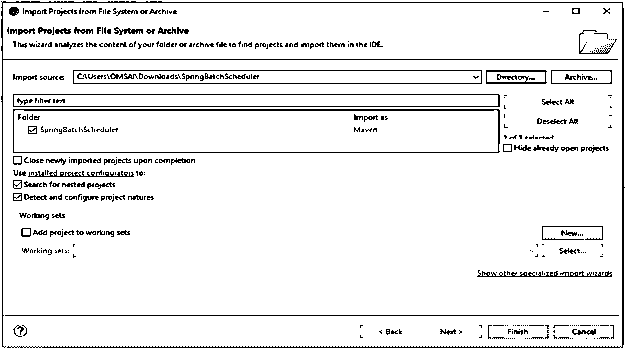 Import Projects from File System or Archive
Import Projects from File System or Archive
This wizard analyzes the content of your folder or archive file to find projects and import them in the IDE.
Import source: C:\Users\OMSAI\Downloads\SpringBatchScheduler Directory... Archive...
type filter text Select All
Folder Import as Deselect All
SpringBatchScheduler Maven
1 of 1 selected
Hide already open projects
Close newly imported projects upon completion
Use installed project configurators to:
Search for nested projects
Detect and configure project natures
Working sets
Add project to working sets New...
Working sets: Select...
Show other specialized import wizards
? < Back Next > Finish Cancel